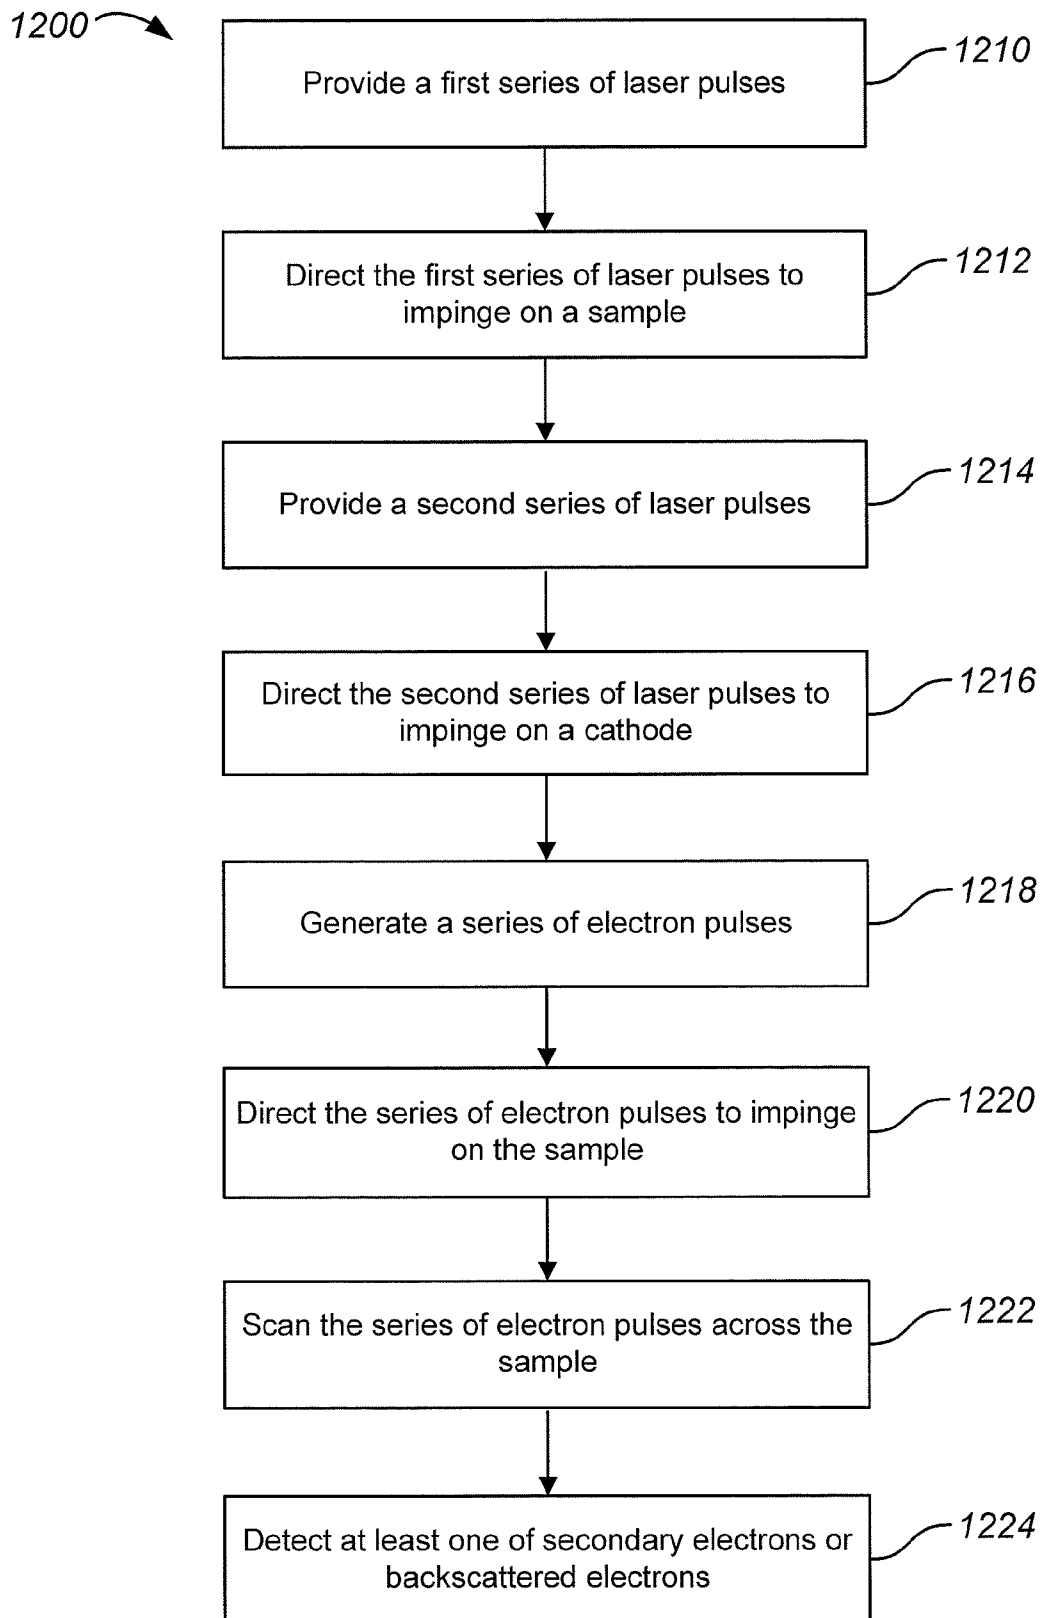 1200
Provide a first series of laser pulses
1210
Direct the first series of laser pulses to
impinge on a sample
1212
Provide a second series of laser pulses
1214
Direct the second series of laser pulses to
impinge on a cathode
1216
Generate a series of electron pulses
1218
Direct the series of electron pulses to impinge
on the sample
1220
Scan the series of electron pulses across the
sample
1222
Detect at least one of secondary electrons or
backscattered electrons
1224